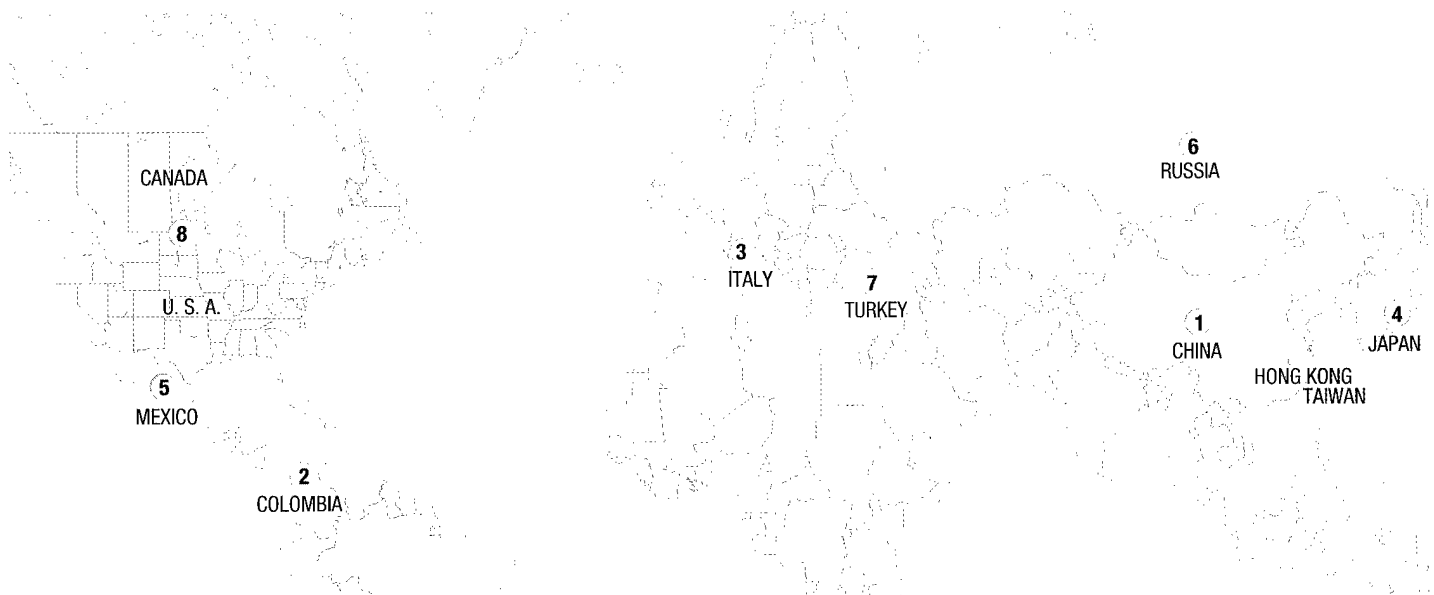 6
RUSSIA
CANADA
8
3
ITALY
7
TURKEY
U. S. A.
1
CHINA
4
JAPAN
5
MEXICO
HONG KONG
TAIWAN
2
COLOMBIA